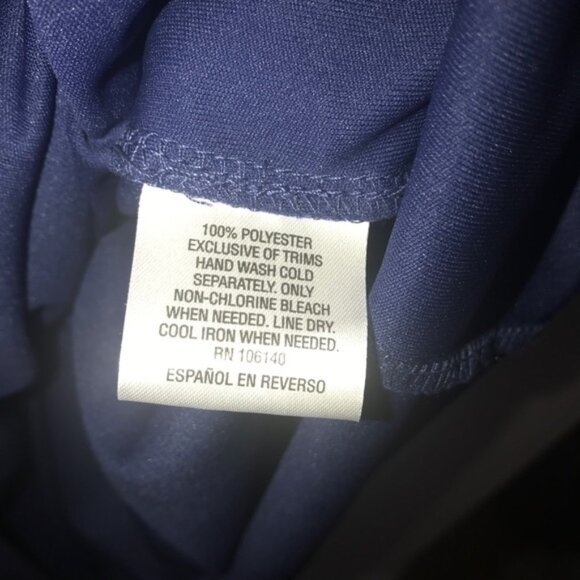 100% POLYESTER
EXCLUSIVE OF TRIMS
HAND WASH COLD
SEPARATELY. ONLY
NON-CHLORINE BLEACH
WHEN NEEDED. LINE DRY.
COOL IRON WHEN NEEDED.
RN 106140
ESPAÑOL EN REVERSO